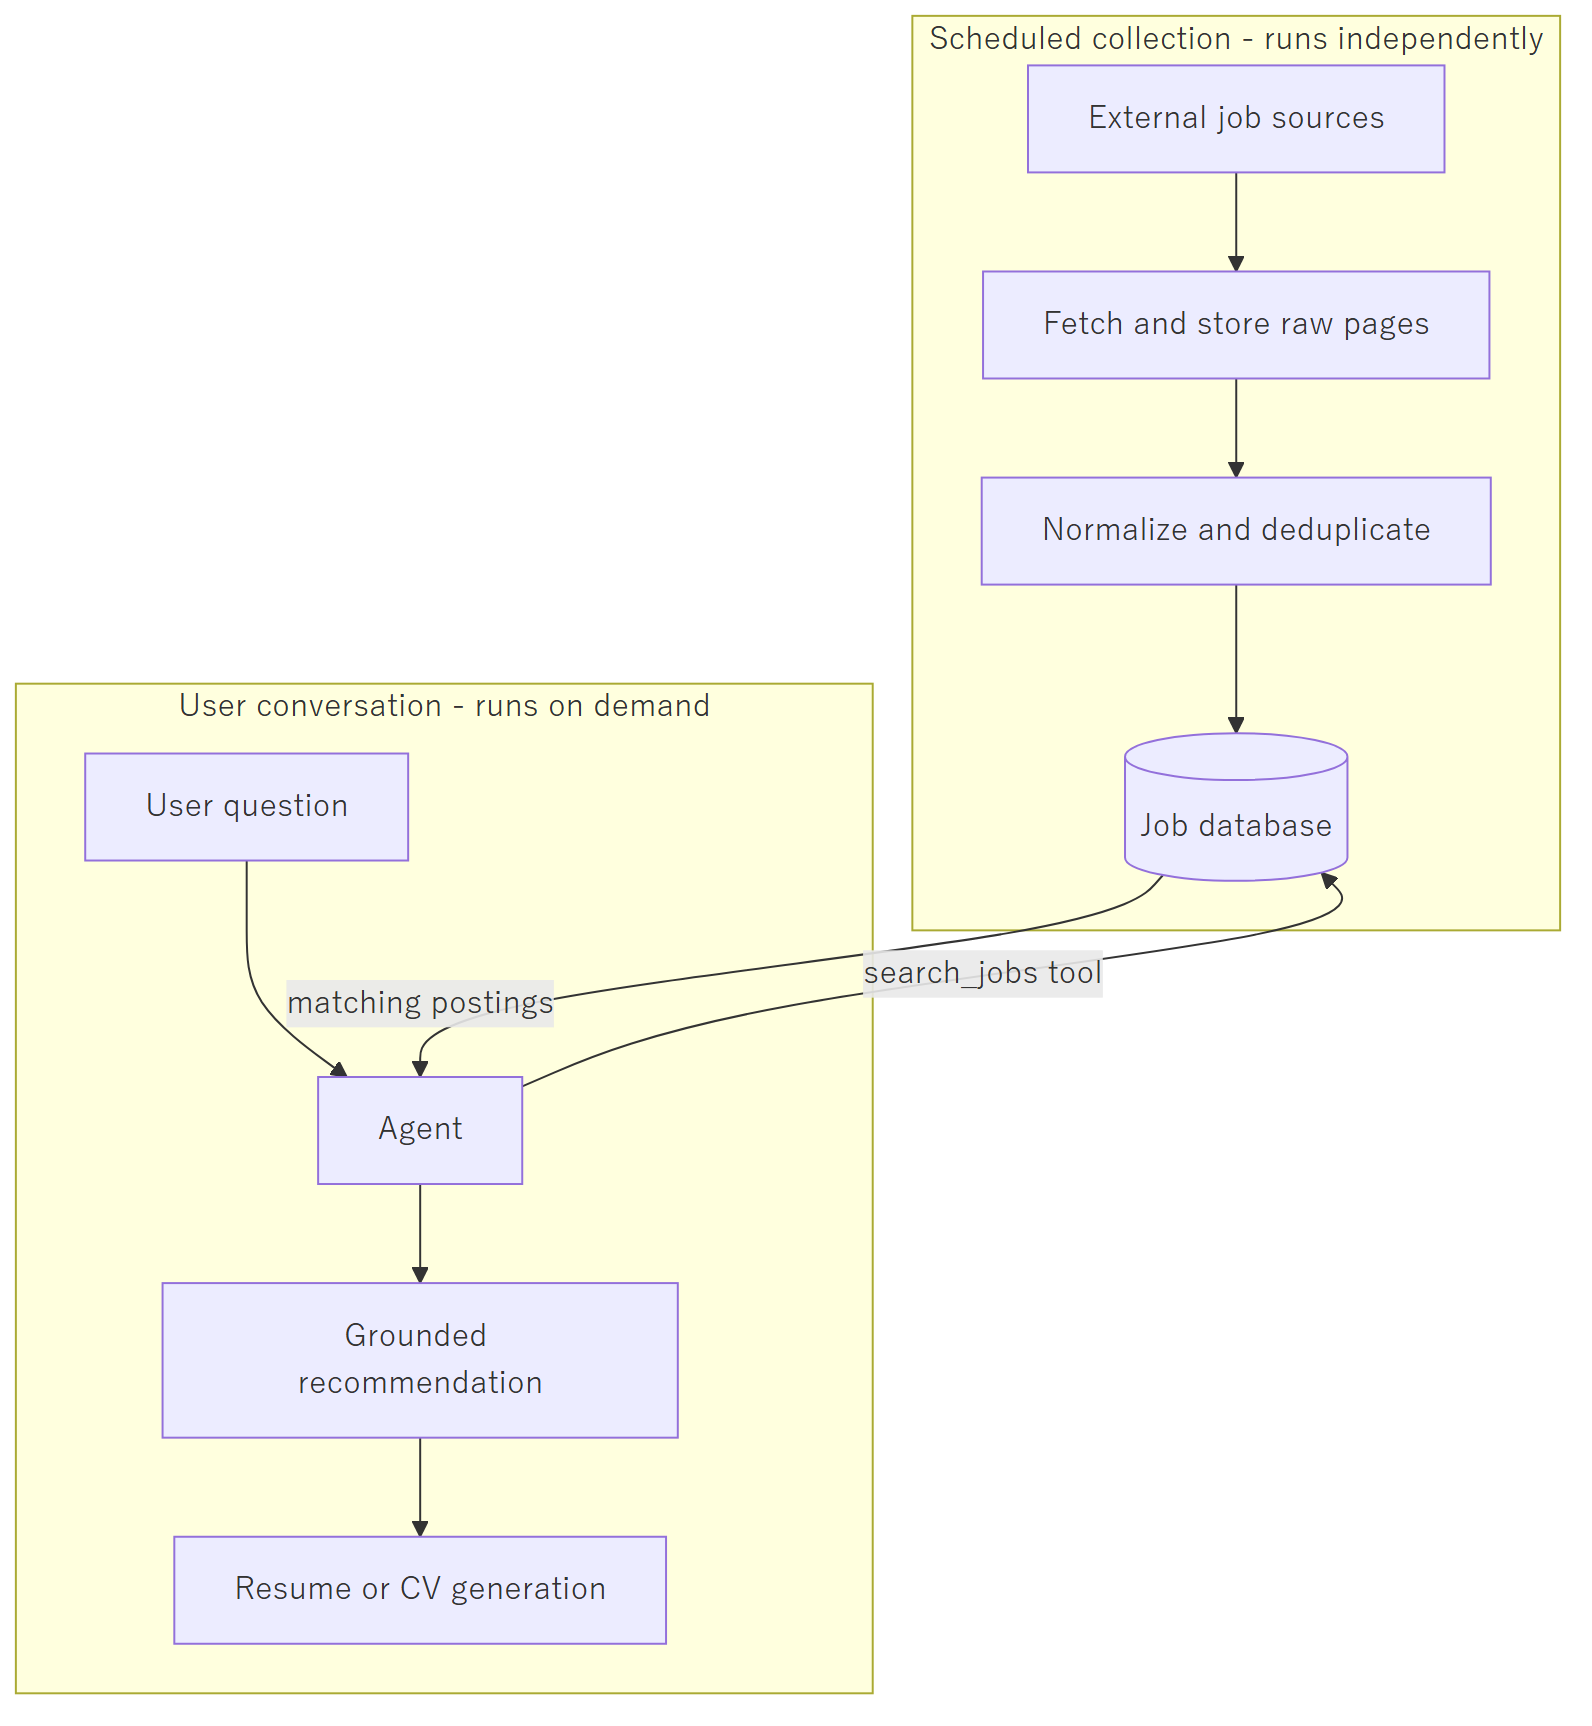 Scheduled collection - runs independently
External job sources
Fetch and store raw pages
Normalize and deduplicate
Job database
User conversation - runs on demand
User question
search_jobs tool
matching postings
Agent
Grounded
recommendation
Resume or CV generation